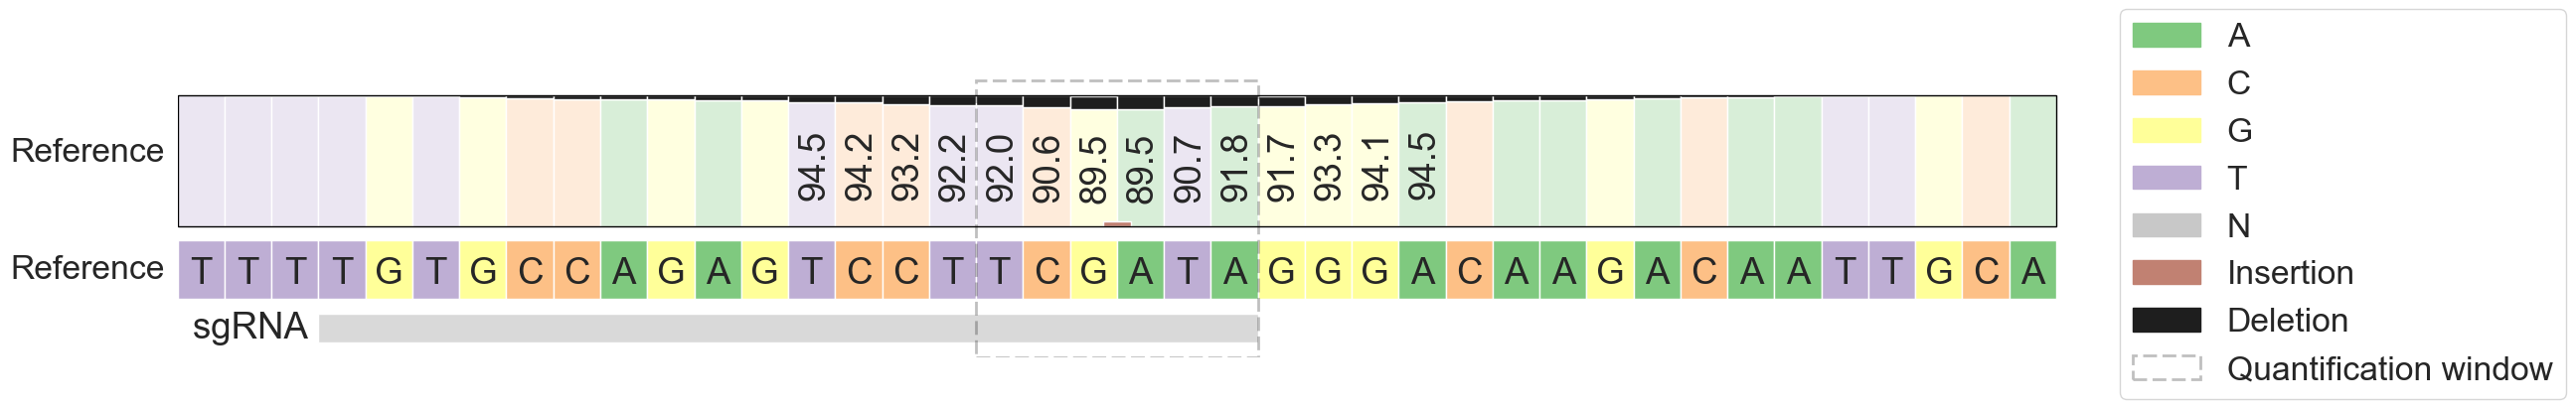 Reference
94.5 94.2 93.2 92.2 92.0 90.6 89.5 89.5 90.7 91.8 91.7 93.3 94.1 94.5
Reference T T T T G T G C C A G A G T C C T T C G A T A G G G A C A A G A C A A T T G C A
sgRNA
A
C
G
T
N
Insertion
Deletion
Quantification window